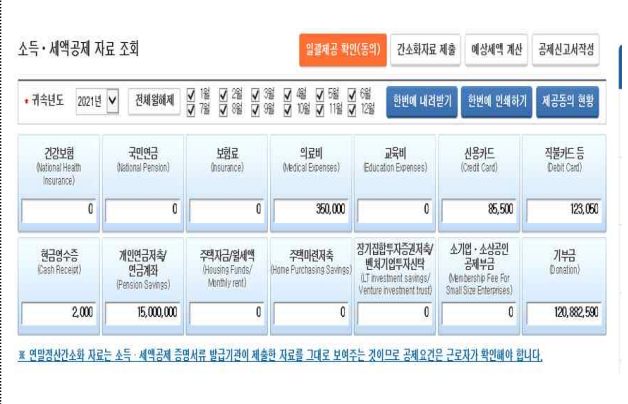 소득·세액공제 자료 조회
일괄제공 확인(동의)
간소화자료 제출
예상세액 계산
공제신고서작성
귀속년도 2021년 전체월해제
1월 2월 3월 4월 5월 6월
7월 8월 9월 10월 11월 12월
한번에 내려받기
한번에 인쇄하기
제공동의 현황
건강보험
(National Health
Insurance)
0
국민연금
(National Pension)
0
보험료
(Insurance)
0
의료비
(Medical Expenses)
350,000
교육비
(Education Expenses)
0
신용카드
(Credit Card)
85,500
직불카드 등
(Debit Card)
123,050
현금영수증
(Cash Receipt)
2,000
개인연금저축/
연금계좌
(Pension Savings)
15,000,000
주택자금/월세액
(Housing Funds/
Monthly rent)
0
주택마련저축
(Home Purchasing Savings)
0
장기집합투자증권저축/
벤처기업투자신탁
(LT investment savings/
Venture investment trust)
0
소기업·소상공인
공제부금
(Membership Fee For
Small Size Enterprises)
0
기부금
(Donation)
120,882,590
※ 연말정산간소화 자료는 소득·세액공제 증명서류 발급기관이 제출한 자료를 그대로 보여주는 것이므로 공제요건은 근로자가 확인해야 합니다.